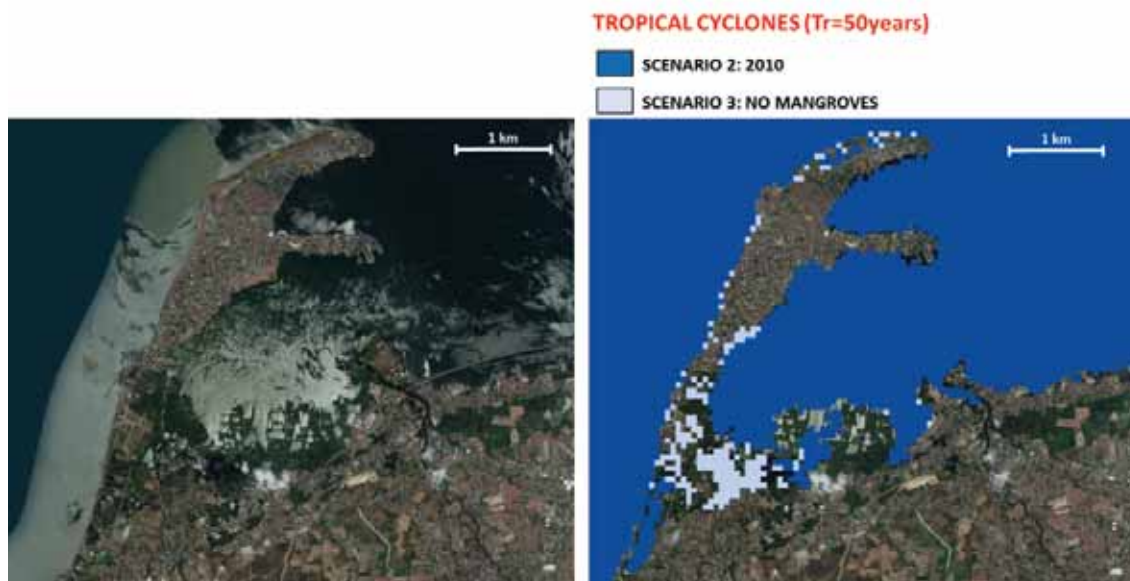 TROPICAL CYCLONES (Tr=50years)
SCENARIO 2: 2010
SCENARIO 3: NO MANGROVES
1 km
1 km